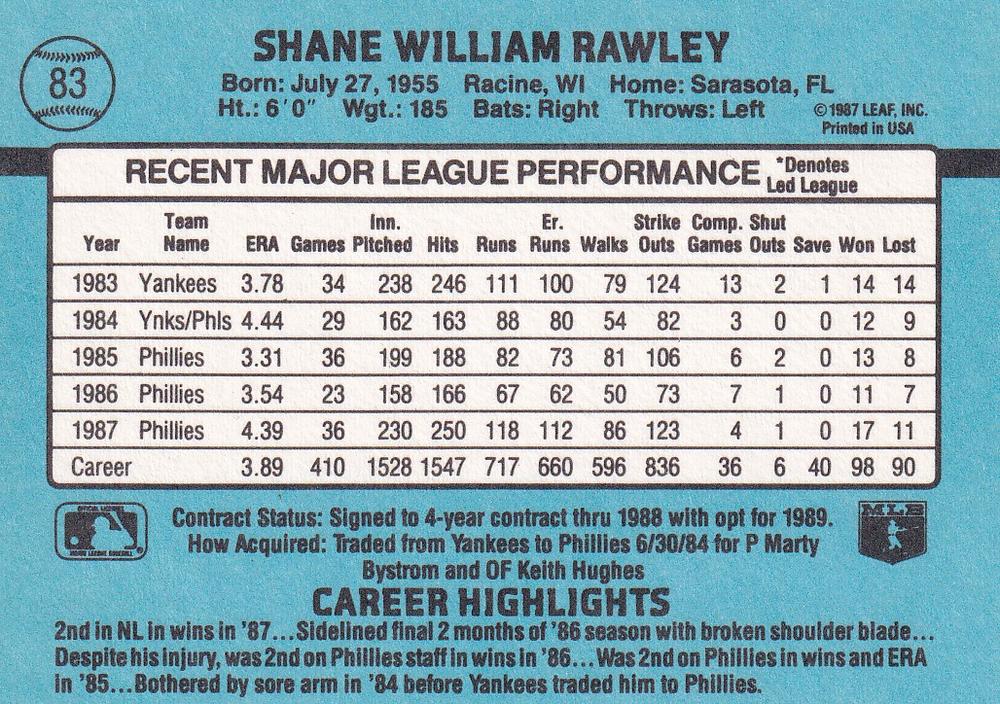 83
SHANE WILLIAM RAWLEY
Born: July 27, 1955 Racine, WI Home: Sarasota, FL
Ht.: 6'0" Wgt.: 185 Bats: Right Throws: Left
©1987 LEAF, INC.
Printed in USA
RECENT MAJOR LEAGUE PERFORMANCE *Denotes Led League
Year Team Name ERA Games Inn. Pitched Hits Runs Er. Runs Walks Strike Outs Comp. Games Shut Outs Save Won Lost
1983 Yankees 3.78 34 238 246 111 100 79 124 13 2 1 14 14
1984 Ynks/Phls 4.44 29 162 163 88 80 54 82 3 0 0 12 9
1985 Phillies 3.31 36 199 188 82 73 81 106 6 2 0 13 8
1986 Phillies 3.54 23 158 166 67 62 50 73 7 1 0 11 7
1987 Phillies 4.39 36 230 250 118 112 86 123 4 1 0 17 11
Career 3.89 410 1528 1547 717 660 596 836 36 6 40 98 90
Contract Status: Signed to 4-year contract thru 1988 with opt for 1989.
How Acquired: Traded from Yankees to Phillies 6/30/84 for P Marty
Bystrom and OF Keith Hughes
MLB
CAREER HIGHLIGHTS
2nd in NL in wins in '87...Sidelined final 2 months of '86 season with broken shoulder blade...
Despite his injury, was 2nd on Phillies staff in wins in '86...Was 2nd on Phillies in wins and ERA
in '85...Bothered by sore arm in '84 before Yankees traded him to Phillies.